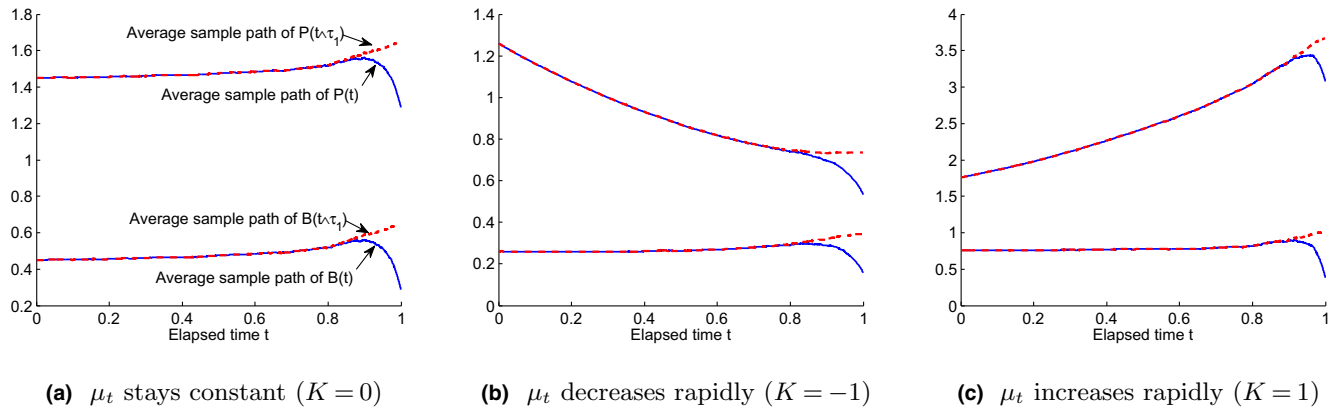 1.8
1.6
1.4
1.2
1
0.8
0.6
0.4
0.2
Average sample path of P(t∧τ₁)
Average sample path of P(t)
Average sample path of B(t∧τ₁)
Average sample path of B(t)
0 0.2 0.4 0.6 0.8 1
Elapsed time t
(a) μₜ stays constant (K = 0)
1.4
1.2
1
0.8
0.6
0.4
0.2
0
0 0.2 0.4 0.6 0.8 1
Elapsed time t
(b) μₜ decreases rapidly (K = −1)
4
3.5
3
2.5
2
1.5
1
0.5
0
0 0.2 0.4 0.6 0.8 1
Elapsed time t
(c) μₜ increases rapidly (K = 1)